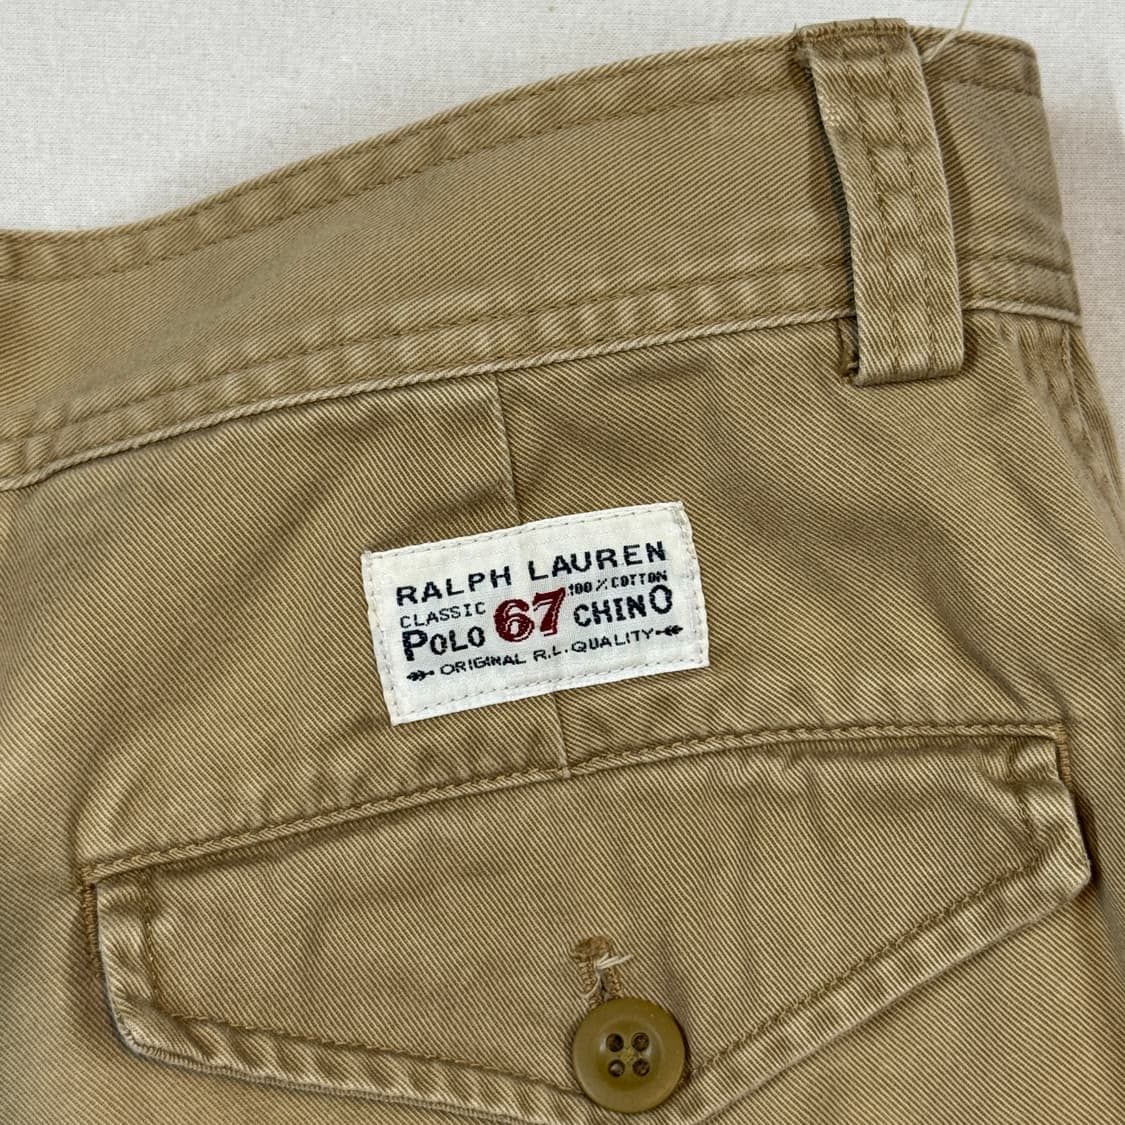 RALPH LAUREN
CLASSIC 67 100% COTTON
POLO CHINO
ORIGINAL R.L. QUALITY